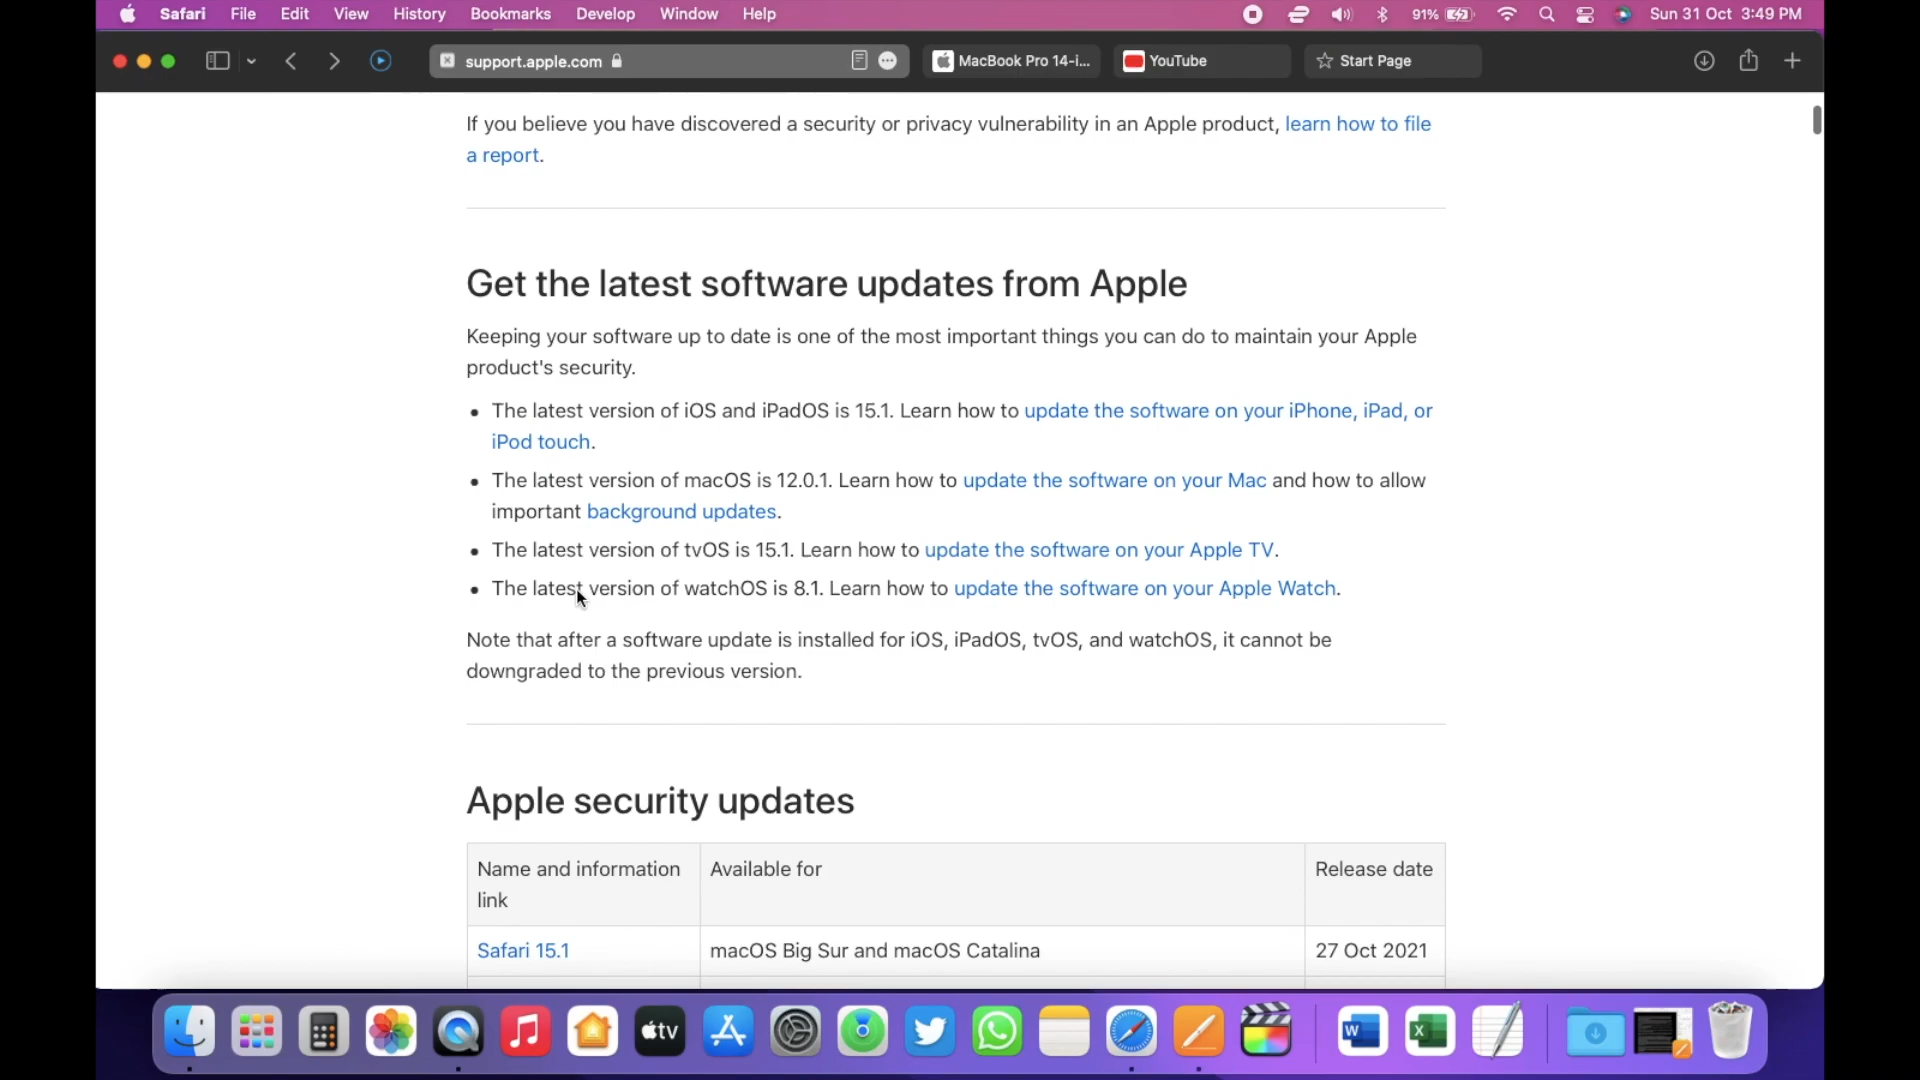 Safari File Edit View History Bookmarks Develop Window Help 91% Sun 31 Oct 3:49 PM
support.apple.com MacBook Pro 14-i... YouTube Start Page
If you believe you have discovered a security or privacy vulnerability in an Apple product, learn how to file
a report.
Get the latest software updates from Apple
Keeping your software up to date is one of the most important things you can do to maintain your Apple
product's security.
• The latest version of iOS and iPadOS is 15.1. Learn how to update the software on your iPhone, iPad, or
iPod touch.
• The latest version of macOS is 12.0.1. Learn how to update the software on your Mac and how to allow
important background updates.
• The latest version of tvOS is 15.1. Learn how to update the software on your Apple TV.
• The latest version of watchOS is 8.1. Learn how to update the software on your Apple Watch.
Note that after a software update is installed for iOS, iPadOS, tvOS, and watchOS, it cannot be
downgraded to the previous version.
Apple security updates
Name and information Available for Release date
link
Safari 15.1 macOS Big Sur and macOS Catalina 27 Oct 2021
tv W X